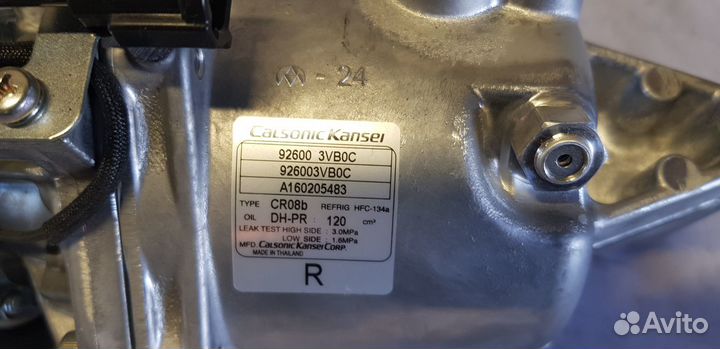 - 24
CALSONIC KANSEI
92600 3VB0C
926003VB0C
A160205483
TYPE CR08b REFRIG HFC-134a
OIL DH-PR : 120 cm³
LEAK TEST HIGH SIDE : 3.0MPa
LOW SIDE : 1.6MPa
MFD. CALSONIC KANSEI CORP.
MADE IN THAILAND
R
Avito